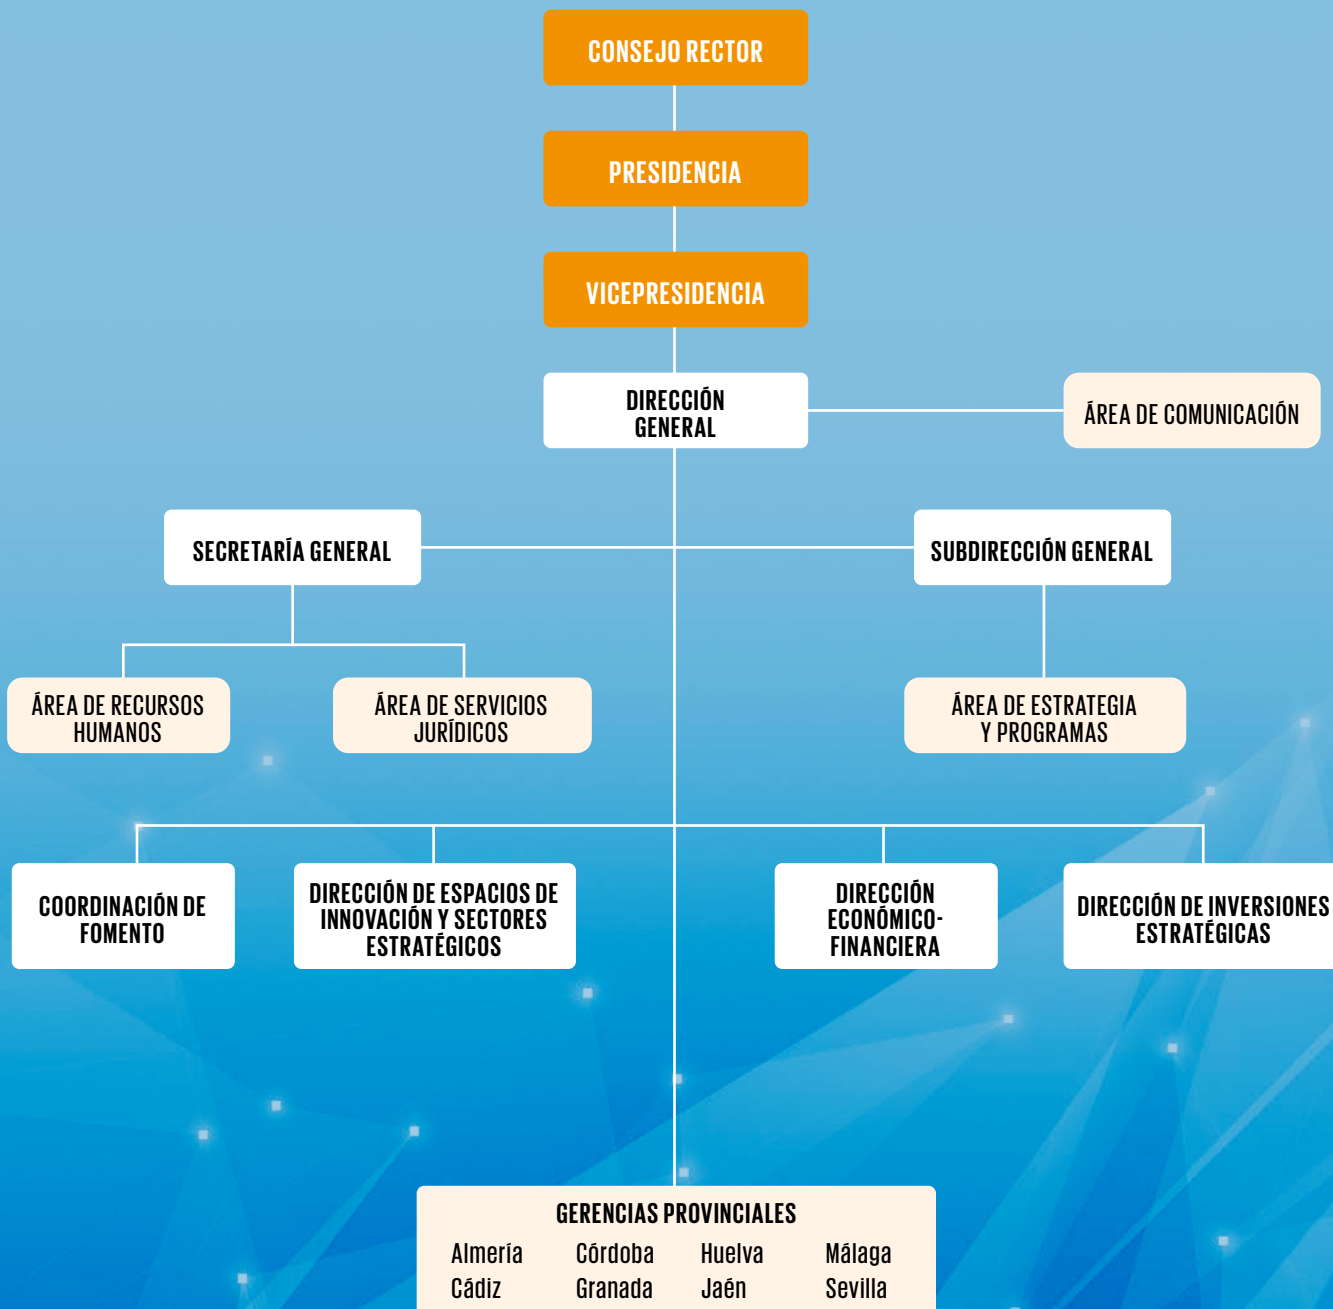 CONSEJO RECTOR
PRESIDENCIA
VICEPRESIDENCIA
DIRECCIÓN
GENERAL
ÁREA DE COMUNICACIÓN
SECRETARÍA GENERAL
SUBDIRECCIÓN GENERAL
ÁREA DE RECURSOS
HUMANOS
ÁREA DE SERVICIOS
JURÍDICOS
ÁREA DE ESTRATEGIA
Y PROGRAMAS
COORDINACIÓN DE
FOMENTO
DIRECCIÓN DE ESPACIOS DE
INNOVACIÓN Y SECTORES
ESTRATÉGICOS
DIRECCIÓN
ECONÓMICO-
FINANCIERA
DIRECCIÓN DE INVERSIONES
ESTRATÉGICAS
GERENCIAS PROVINCIALES
Almería Córdoba Huelva Málaga
Cádiz Granada Jaén Sevilla